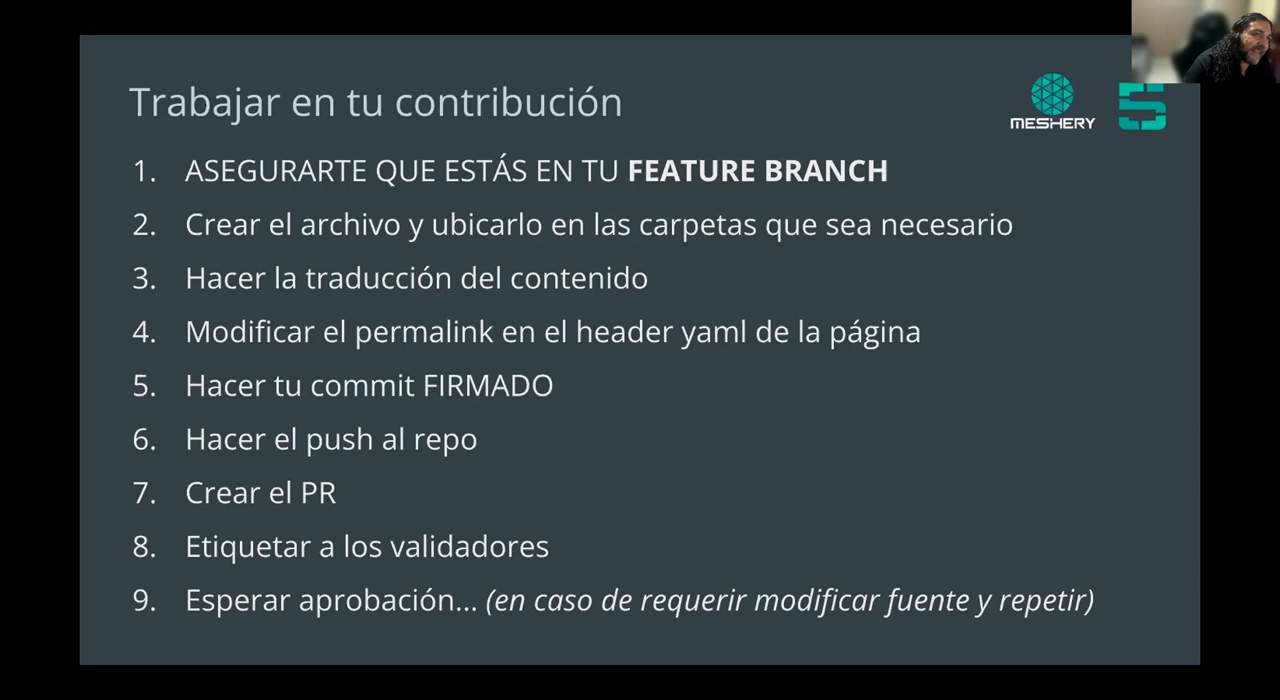 Trabajar en tu contribución
MESHERY
1. ASEGURARTE QUE ESTÁS EN TU FEATURE BRANCH
2. Crear el archivo y ubicarlo en las carpetas que sea necesario
3. Hacer la traducción del contenido
4. Modificar el permalink en el header yaml de la página
5. Hacer tu commit FIRMADO
6. Hacer el push al repo
7. Crear el PR
8. Etiquetar a los validadores
9. Esperar aprobación... (en caso de requerir modificar fuente y repetir)